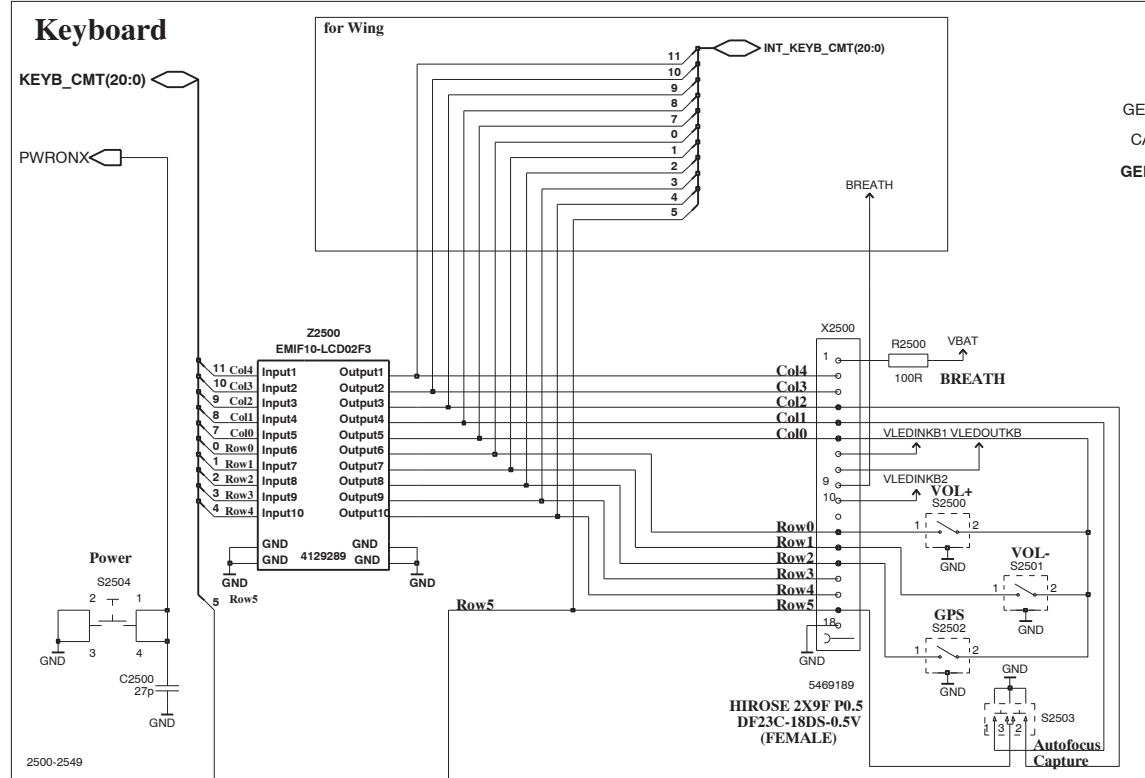 Keyboard
for Wing
KEYB_CMT(20:0)
INT_KEYB_CMT(20:0)
11
10
9
8
7
0
1
2
3
4
5
PWRONX
BREATH
GE
CA
GE
Z2500
EMIF10-LCD02F3
11 Col4 Input1 Output1
10 Col3 Input2 Output2
9 Col2 Input3 Output3
8 Col1 Input4 Output4
7 Col0 Input5 Output5
0 Row0 Input6 Output6
1 Row1 Input7 Output7
2 Row2 Input8 Output8
3 Row3 Input9 Output9
4 Row4 Input10 Output10
GND GND
GND 4129289 GND
GND GND
5 Row5
Power
S2504
2 1
3 4
GND
C2500
27p
GND
X2500
1
R2500
100R
VBAT
BREATH
Col4
Col3
Col2
Col1
Col0
VLEDINKB1 VLEDOUTKB
9
VLEDINKB2
10
VOL+
S2500
1 2
GND
Row0
Row1
Row2
Row3
Row4
Row5 Row5
18
GND
VOL-
S2501
1 2
GND
GPS
S2502
1 2
GND
5469189
HIROSE 2X9F P0.5
DF23C-18DS-0.5V
(FEMALE)
GND
S2503
1 3 2
Autofocus
Capture
2500-2549